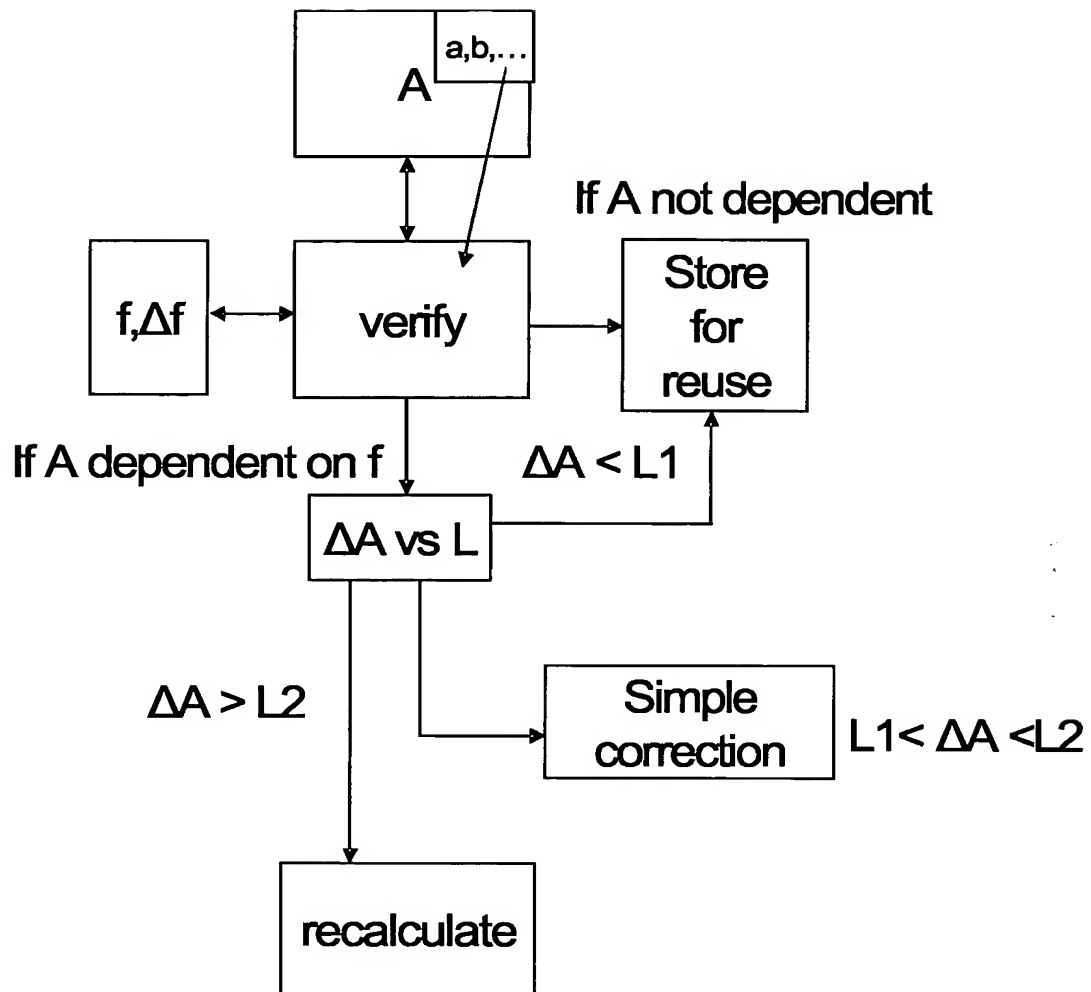 a,b,...
A
If A not dependent
f,Δf
verify
Store
for
reuse
If A dependent on f
ΔA < L1
ΔA vs L
ΔA > L2
Simple
correction
L1< ΔA <L2
recalculate